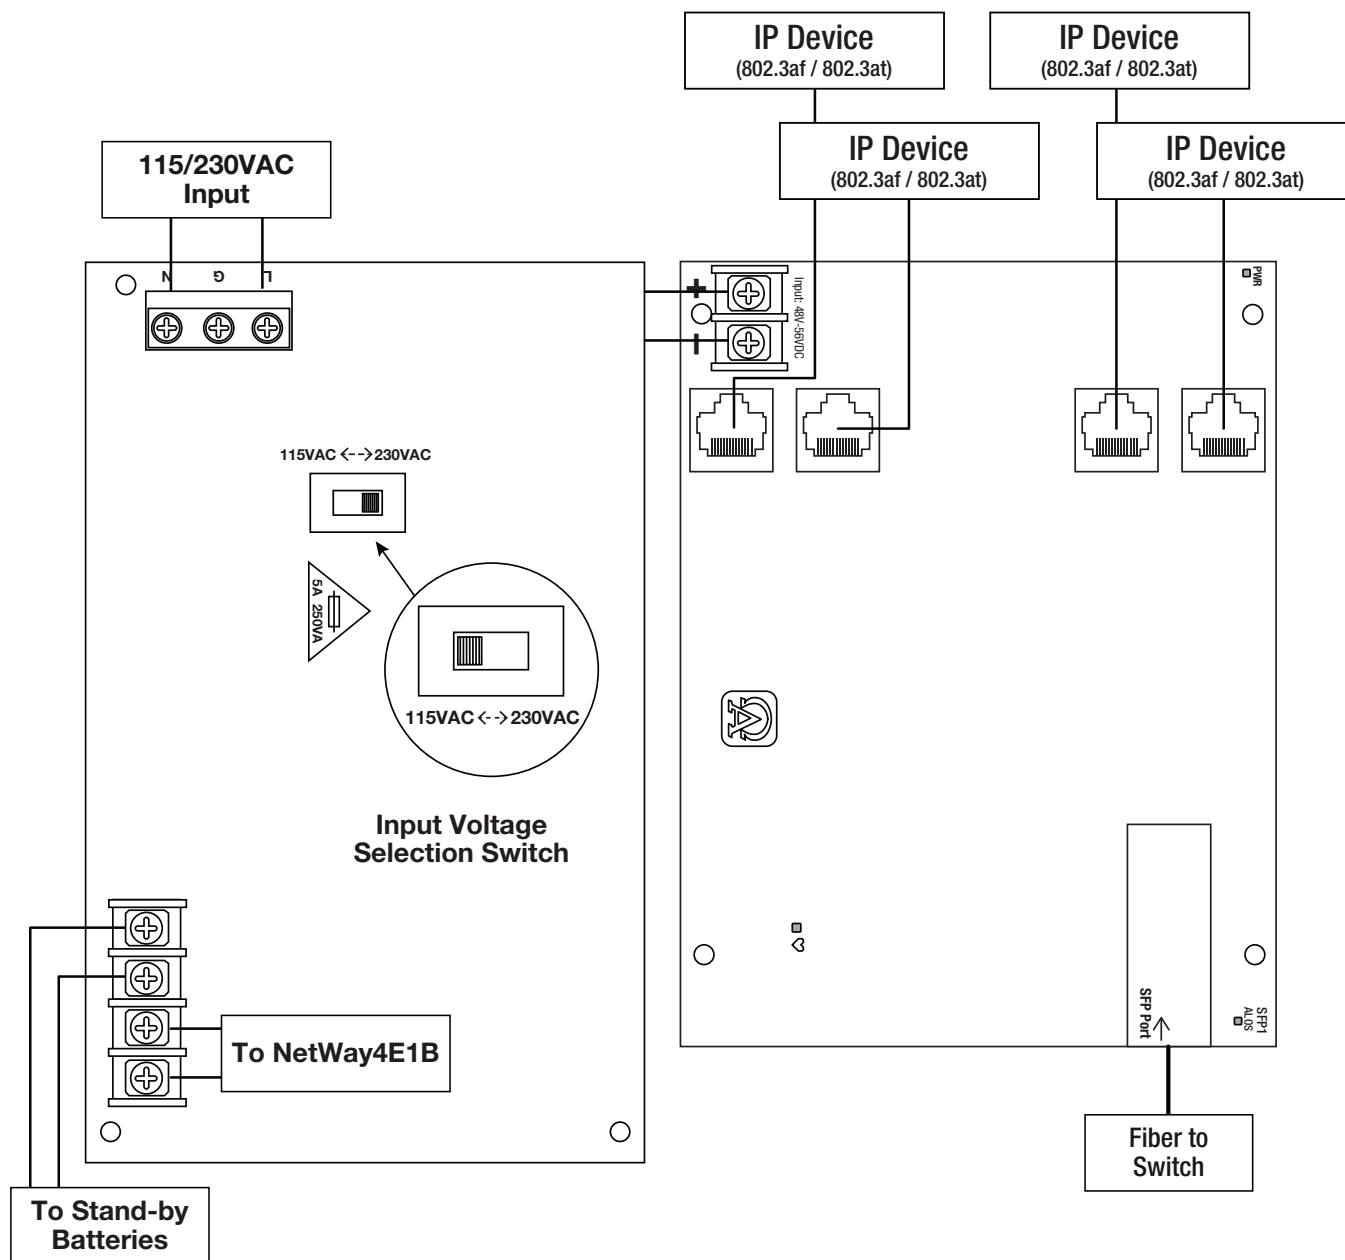 IP Device
(802.3af / 802.3at)
IP Device
(802.3af / 802.3at)
IP Device
(802.3af / 802.3at)
IP Device
(802.3af / 802.3at)
115/230VAC
Input
N
G
L
+
−
Input: 48V~56VDC
PWR
115VAC <--> 230VAC
5A 250VA
115VAC <--> 230VAC
Input Voltage
Selection Switch
To NetWay4E1B
To Stand-by
Batteries
SFP Port
SFP1
ALOS
Fiber to
Switch